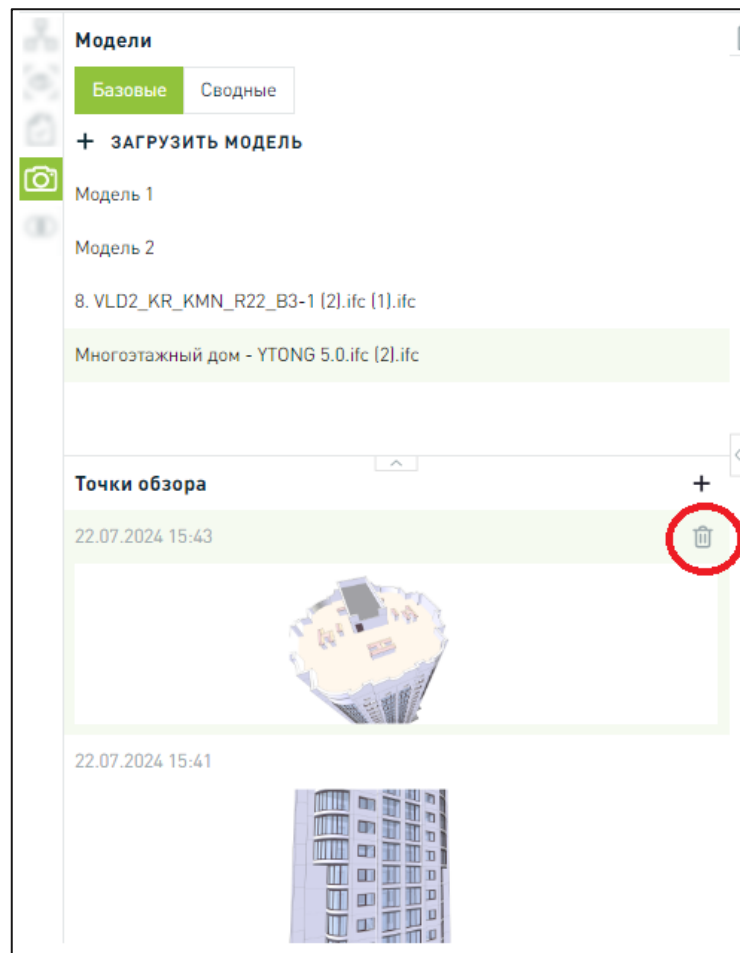 Модели
Базовые Сводные
+ ЗАГРУЗИТЬ МОДЕЛЬ
Модель 1
Модель 2
8. VLD2_KR_KMN_R22_B3-1 (2).ifc (1).ifc
Многоэтажный дом - YTONG 5.0.ifc (2).ifc
Точки обзора +
22.07.2024 15:43
22.07.2024 15:41